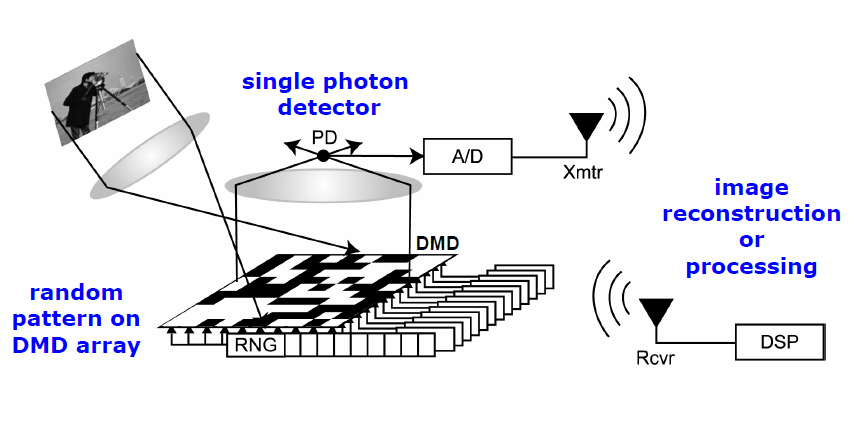 single photon
detector
PD
A/D
Xmtr
image
reconstruction
or
processing
DMD
random
pattern on
DMD array
RNG
Rcvr
DSP